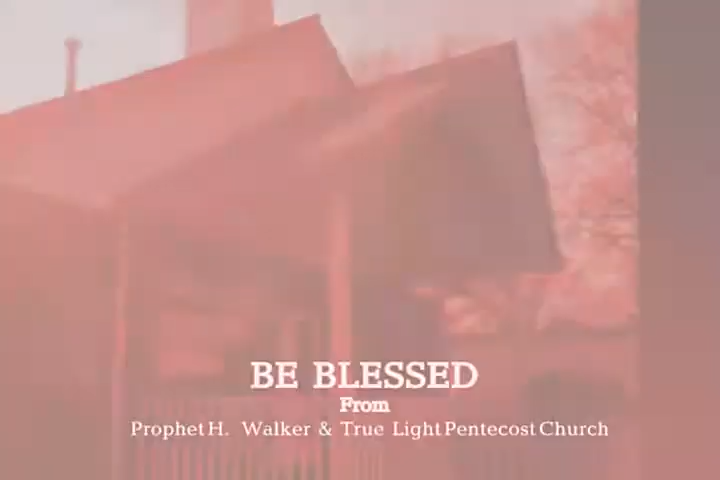 BE BLESSED
From
Prophet H. Walker & True Light Pentecost Church